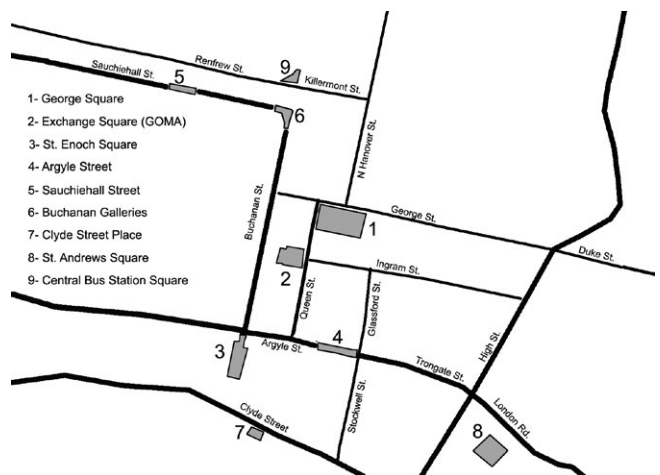 9
Renfrew St.
Killermont St.
Sauchiehall St.
5
6
1- George Square
2- Exchange Square (GOMA)
3- St. Enoch Square
4- Argyle Street
5- Sauchiehall Street
6- Buchanan Galleries
7- Clyde Street Place
8- St. Andrews Square
9- Central Bus Station Square
N Hanover St.
Buchanan St.
George St.
1
Duke St.
2
Ingram St.
Queen St.
Glassford St.
High St.
3
Argyle St.
4
Trongate St.
Stockwell St.
London Rd.
Clyde Street
7
8